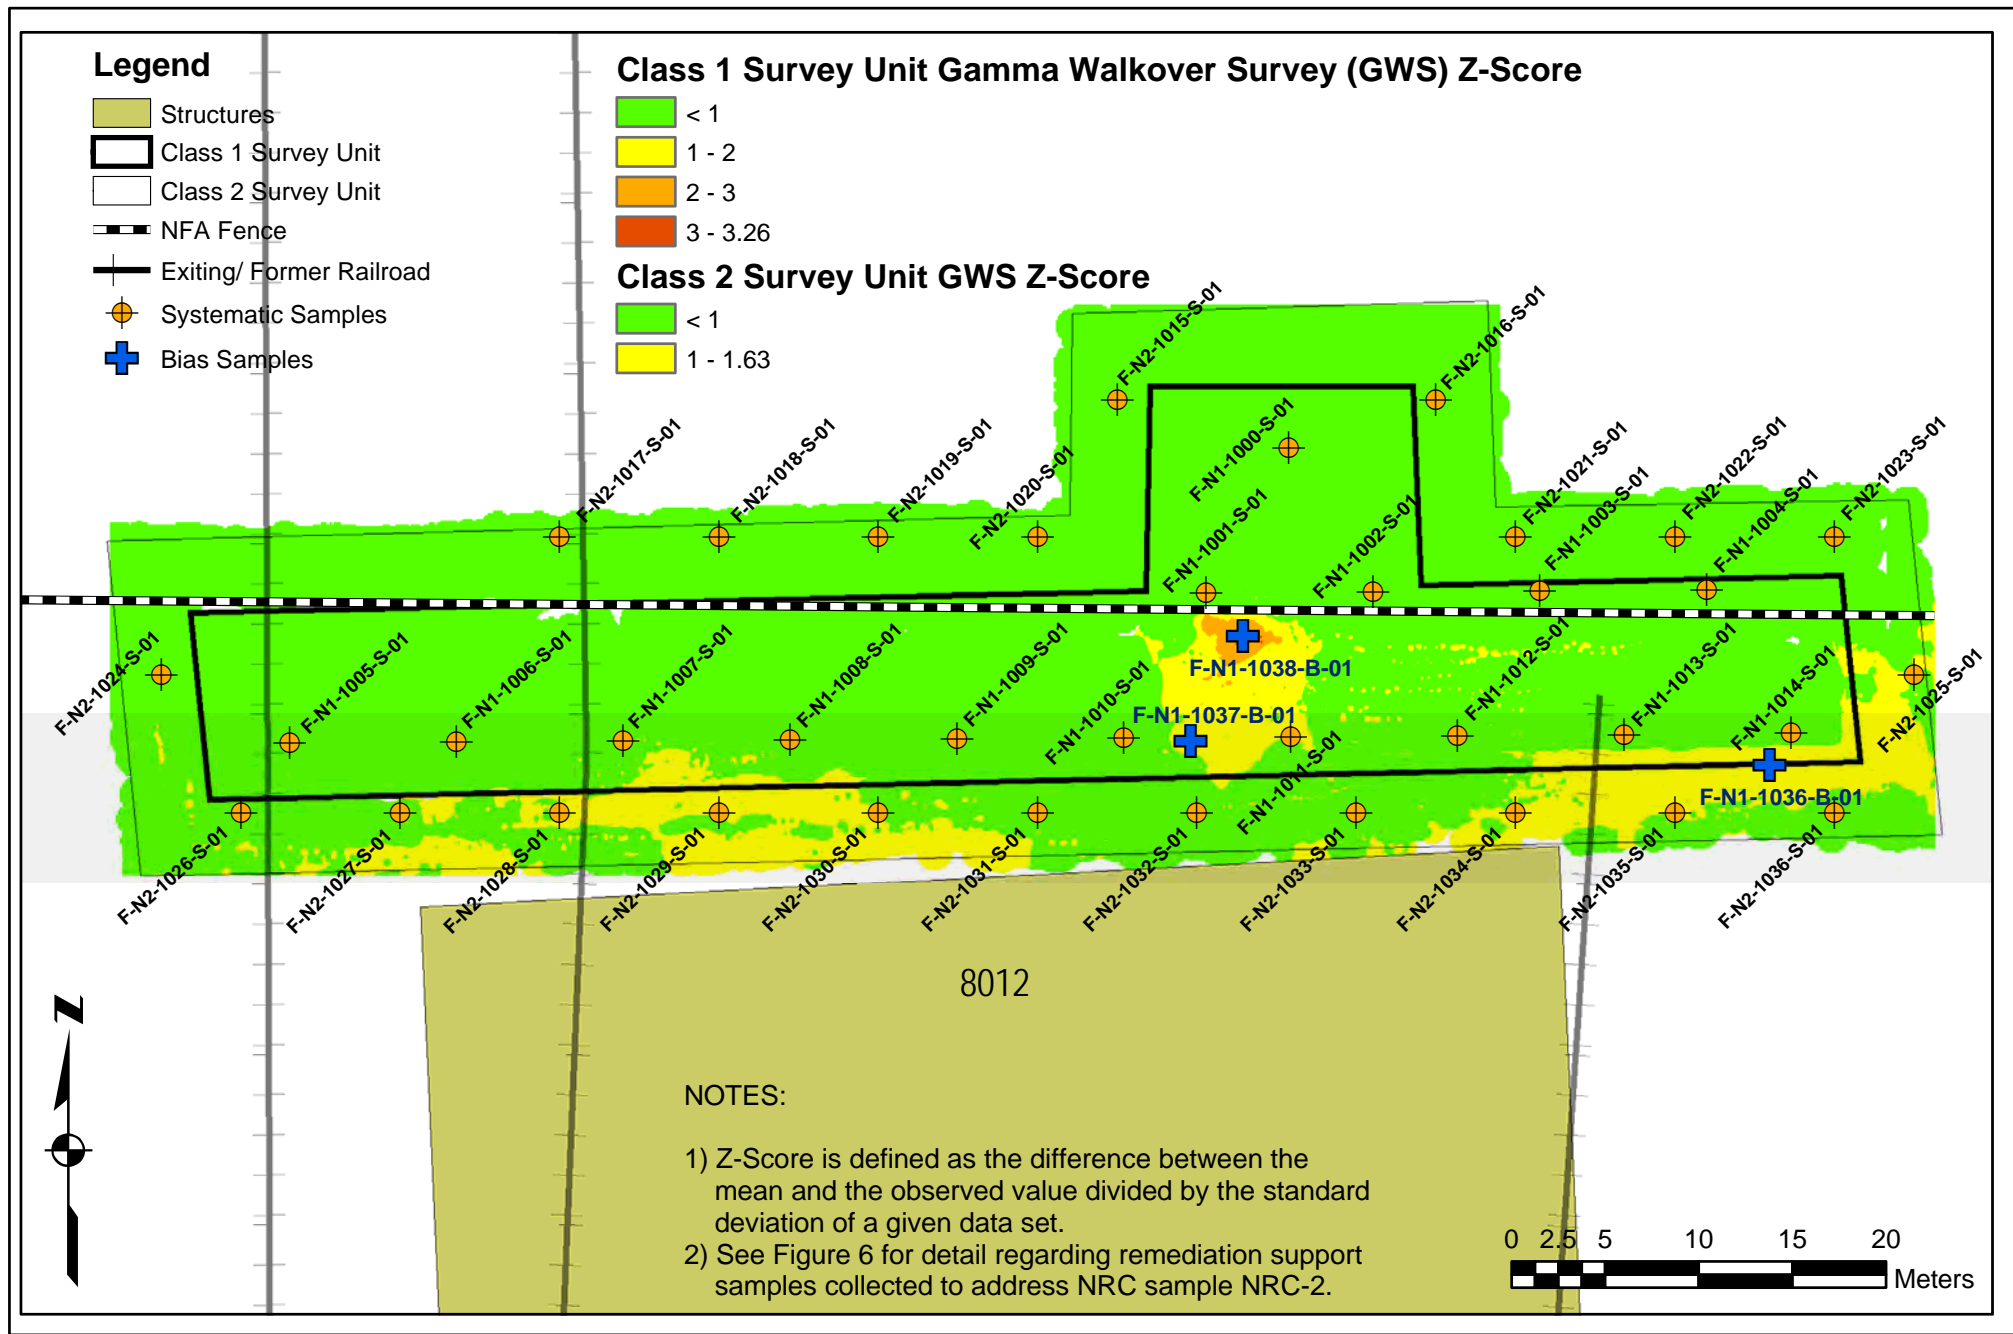 Legend
Structures
Class 1 Survey Unit
Class 2 Survey Unit
NFA Fence
Exiting/ Former Railroad
Systematic Samples
Bias Samples
Class 1 Survey Unit Gamma Walkover Survey (GWS) Z-Score
< 1
1 - 2
2 - 3
3 - 3.26
Class 2 Survey Unit GWS Z-Score
< 1
1 - 1.63
F-N2-1015-S-01
F-N2-1016-S-01
F-N1-1000-S-01
F-N2-1017-S-01
F-N2-1018-S-01
F-N2-1019-S-01
F-N2-1020-S-01
F-N1-1001-S-01
F-N1-1002-S-01
F-N2-1021-S-01
F-N1-1003-S-01
F-N2-1022-S-01
F-N1-1004-S-01
F-N2-1023-S-01
F-N2-1024-S-01
F-N1-1005-S-01
F-N1-1006-S-01
F-N1-1007-S-01
F-N1-1008-S-01
F-N1-1009-S-01
F-N1-1010-S-01
F-N1-1038-B-01
F-N1-1037-B-01
F-N1-1011-S-01
F-N1-1012-S-01
F-N1-1013-S-01
F-N1-1014-S-01
F-N2-1025-S-01
F-N1-1036-B-01
F-N2-1026-S-01
F-N2-1027-S-01
F-N2-1028-S-01
F-N2-1029-S-01
F-N2-1030-S-01
F-N2-1031-S-01
F-N2-1032-S-01
F-N2-1033-S-01
F-N2-1034-S-01
F-N2-1035-S-01
F-N2-1036-S-01
8012
Z
NOTES:
1) Z-Score is defined as the difference between the
mean and the observed value divided by the standard
deviation of a given data set.
2) See Figure 6 for detail regarding remediation support
samples collected to address NRC sample NRC-2.
0 2.5 5 10 15 20
Meters